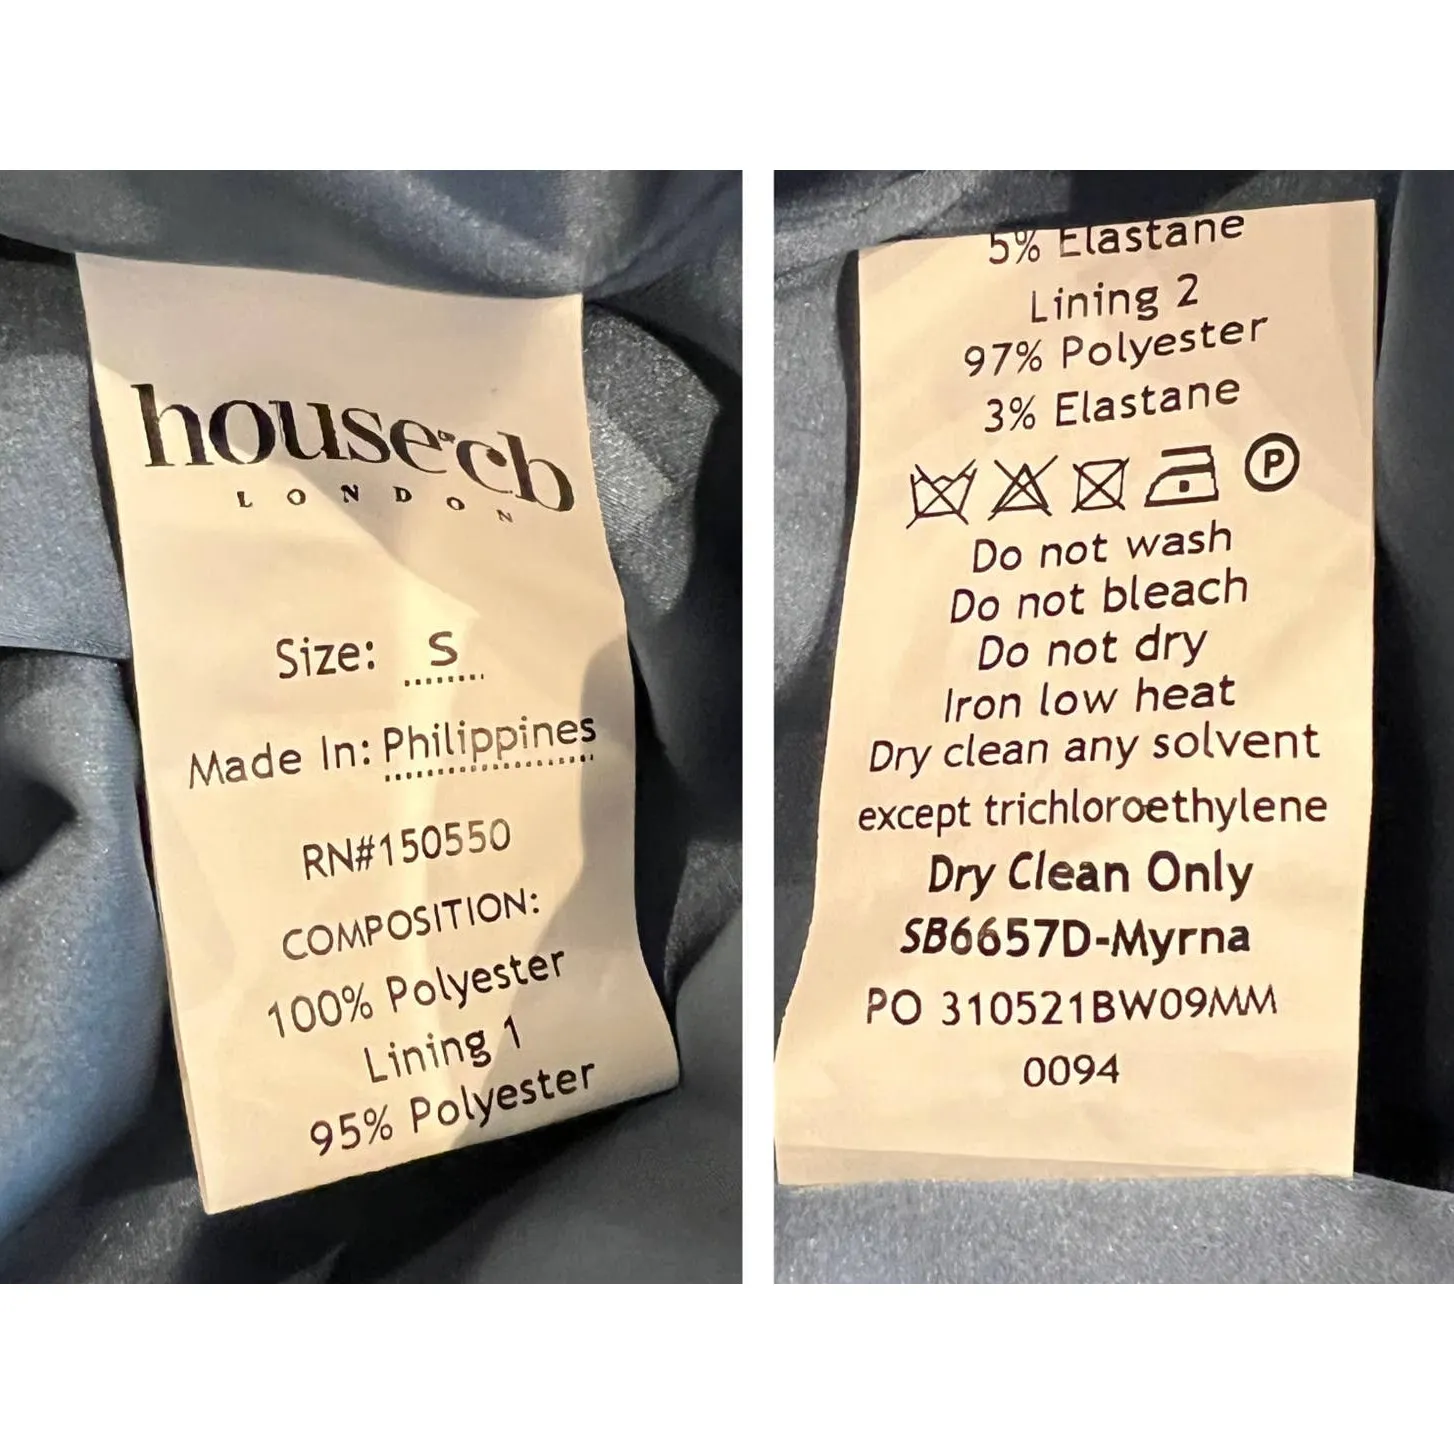 house of cb
LONDON
Size: S
Made In: Philippines
RN#150550
COMPOSITION:
100% Polyester
Lining 1
95% Polyester
5% Elastane
Lining 2
97% Polyester
3% Elastane
P
Do not wash
Do not bleach
Do not dry
Iron low heat
Dry clean any solvent
except trichloroethylene
Dry Clean Only
SB6657D-Myrna
PO 310521BW09MM
0094